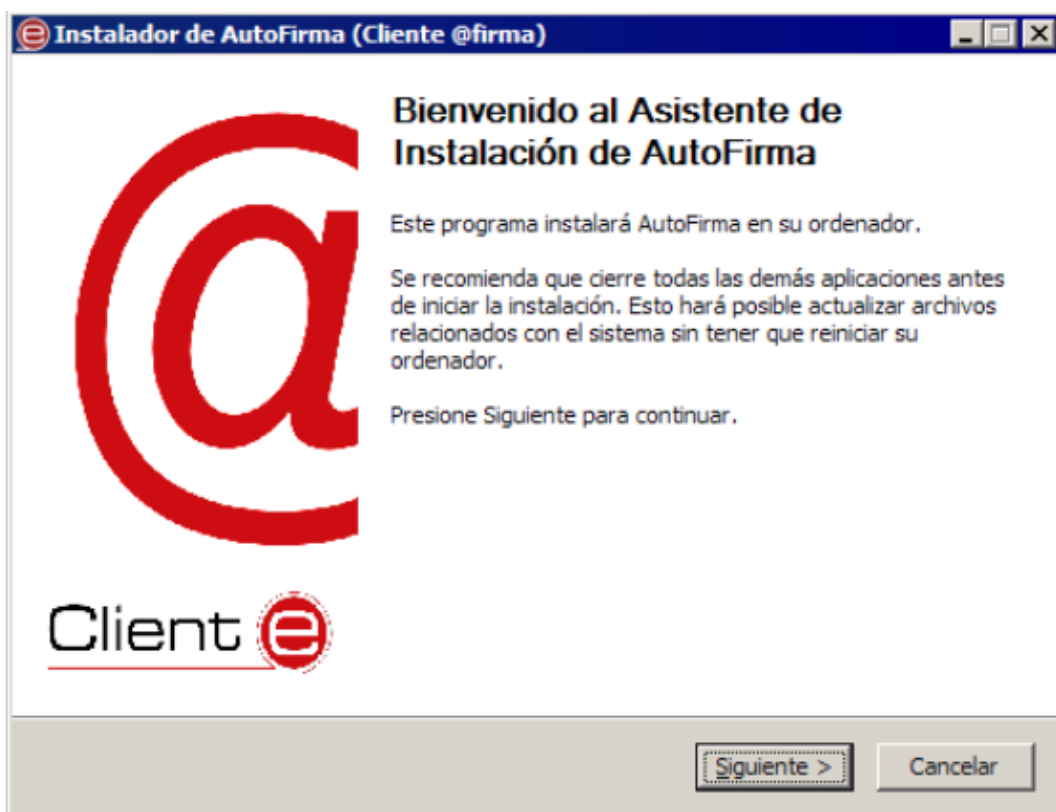 Instalador de AutoFirma (Cliente @firma)
Bienvenido al Asistente de
Instalación de AutoFirma
Este programa instalará AutoFirma en su ordenador.
Se recomienda que cierre todas las demás aplicaciones antes
de iniciar la instalación. Esto hará posible actualizar archivos
relacionados con el sistema sin tener que reiniciar su
ordenador.
Presione Siguiente para continuar.
@
Client e
Siguiente >
Cancelar